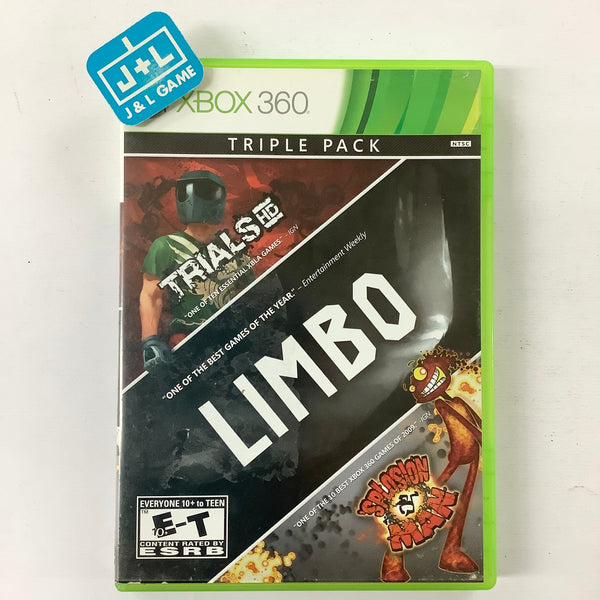 J+L
J & L GAME
XBOX 360
TRIPLE PACK
NTSC
TRIALS HD
"ONE OF TEN ESSENTIAL XBLA GAMES." -IGN
"ONE OF THE BEST GAMES OF THE YEAR." – Entertainment Weekly
LIMBO
"ONE OF THE 10 BEST XBOX 360 GAMES OF 2009." -IGN
'SPLOSION
MAN
EVERYONE 10+ to TEEN
E-T
10+
CONTENT RATED BY
ESRB